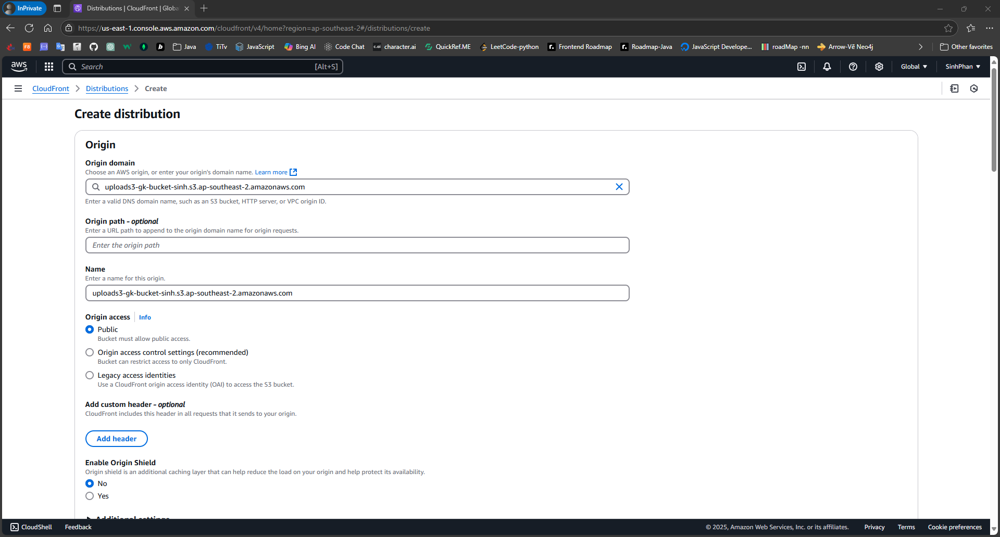 InPrivate
Distributions | CloudFront | Globa
https://us-east-1.console.aws.amazon.com/cloudfront/v4/home?region=ap-southeast-2#/distributions/create
F8 Java TiTv JavaScript Bing AI Code Chat c.ai character.ai QuickRef.ME LeetCode-python Frontend Roadmap Roadmap-Java JavaScript Develope... roadMap -nn Arrow-Vẽ Neo4j Other favorites
aws Search [Alt+S] Global SinhPhan
CloudFront Distributions Create
Create distribution
Origin
Origin domain
Choose an AWS origin, or enter your origin's domain name. Learn more
uploads3-gk-bucket-sinh.s3.ap-southeast-2.amazonaws.com
Enter a valid DNS domain name, such as an S3 bucket, HTTP server, or VPC origin ID.
Origin path - optional
Enter a URL path to append to the origin domain name for origin requests.
Enter the origin path
Name
Enter a name for this origin.
uploads3-gk-bucket-sinh.s3.ap-southeast-2.amazonaws.com
Origin access Info
Public
Bucket must allow public access.
Origin access control settings (recommended)
Bucket can restrict access to only CloudFront.
Legacy access identities
Use a CloudFront origin access identity (OAI) to access the S3 bucket.
Add custom header - optional
CloudFront includes this header in all requests that it sends to your origin.
Add header
Enable Origin Shield
Origin shield is an additional caching layer that can help reduce the load on your origin and help protect its availability.
No
Yes
Additional settings
CloudShell Feedback © 2025, Amazon Web Services, Inc. or its affiliates. Privacy Terms Cookie preferences